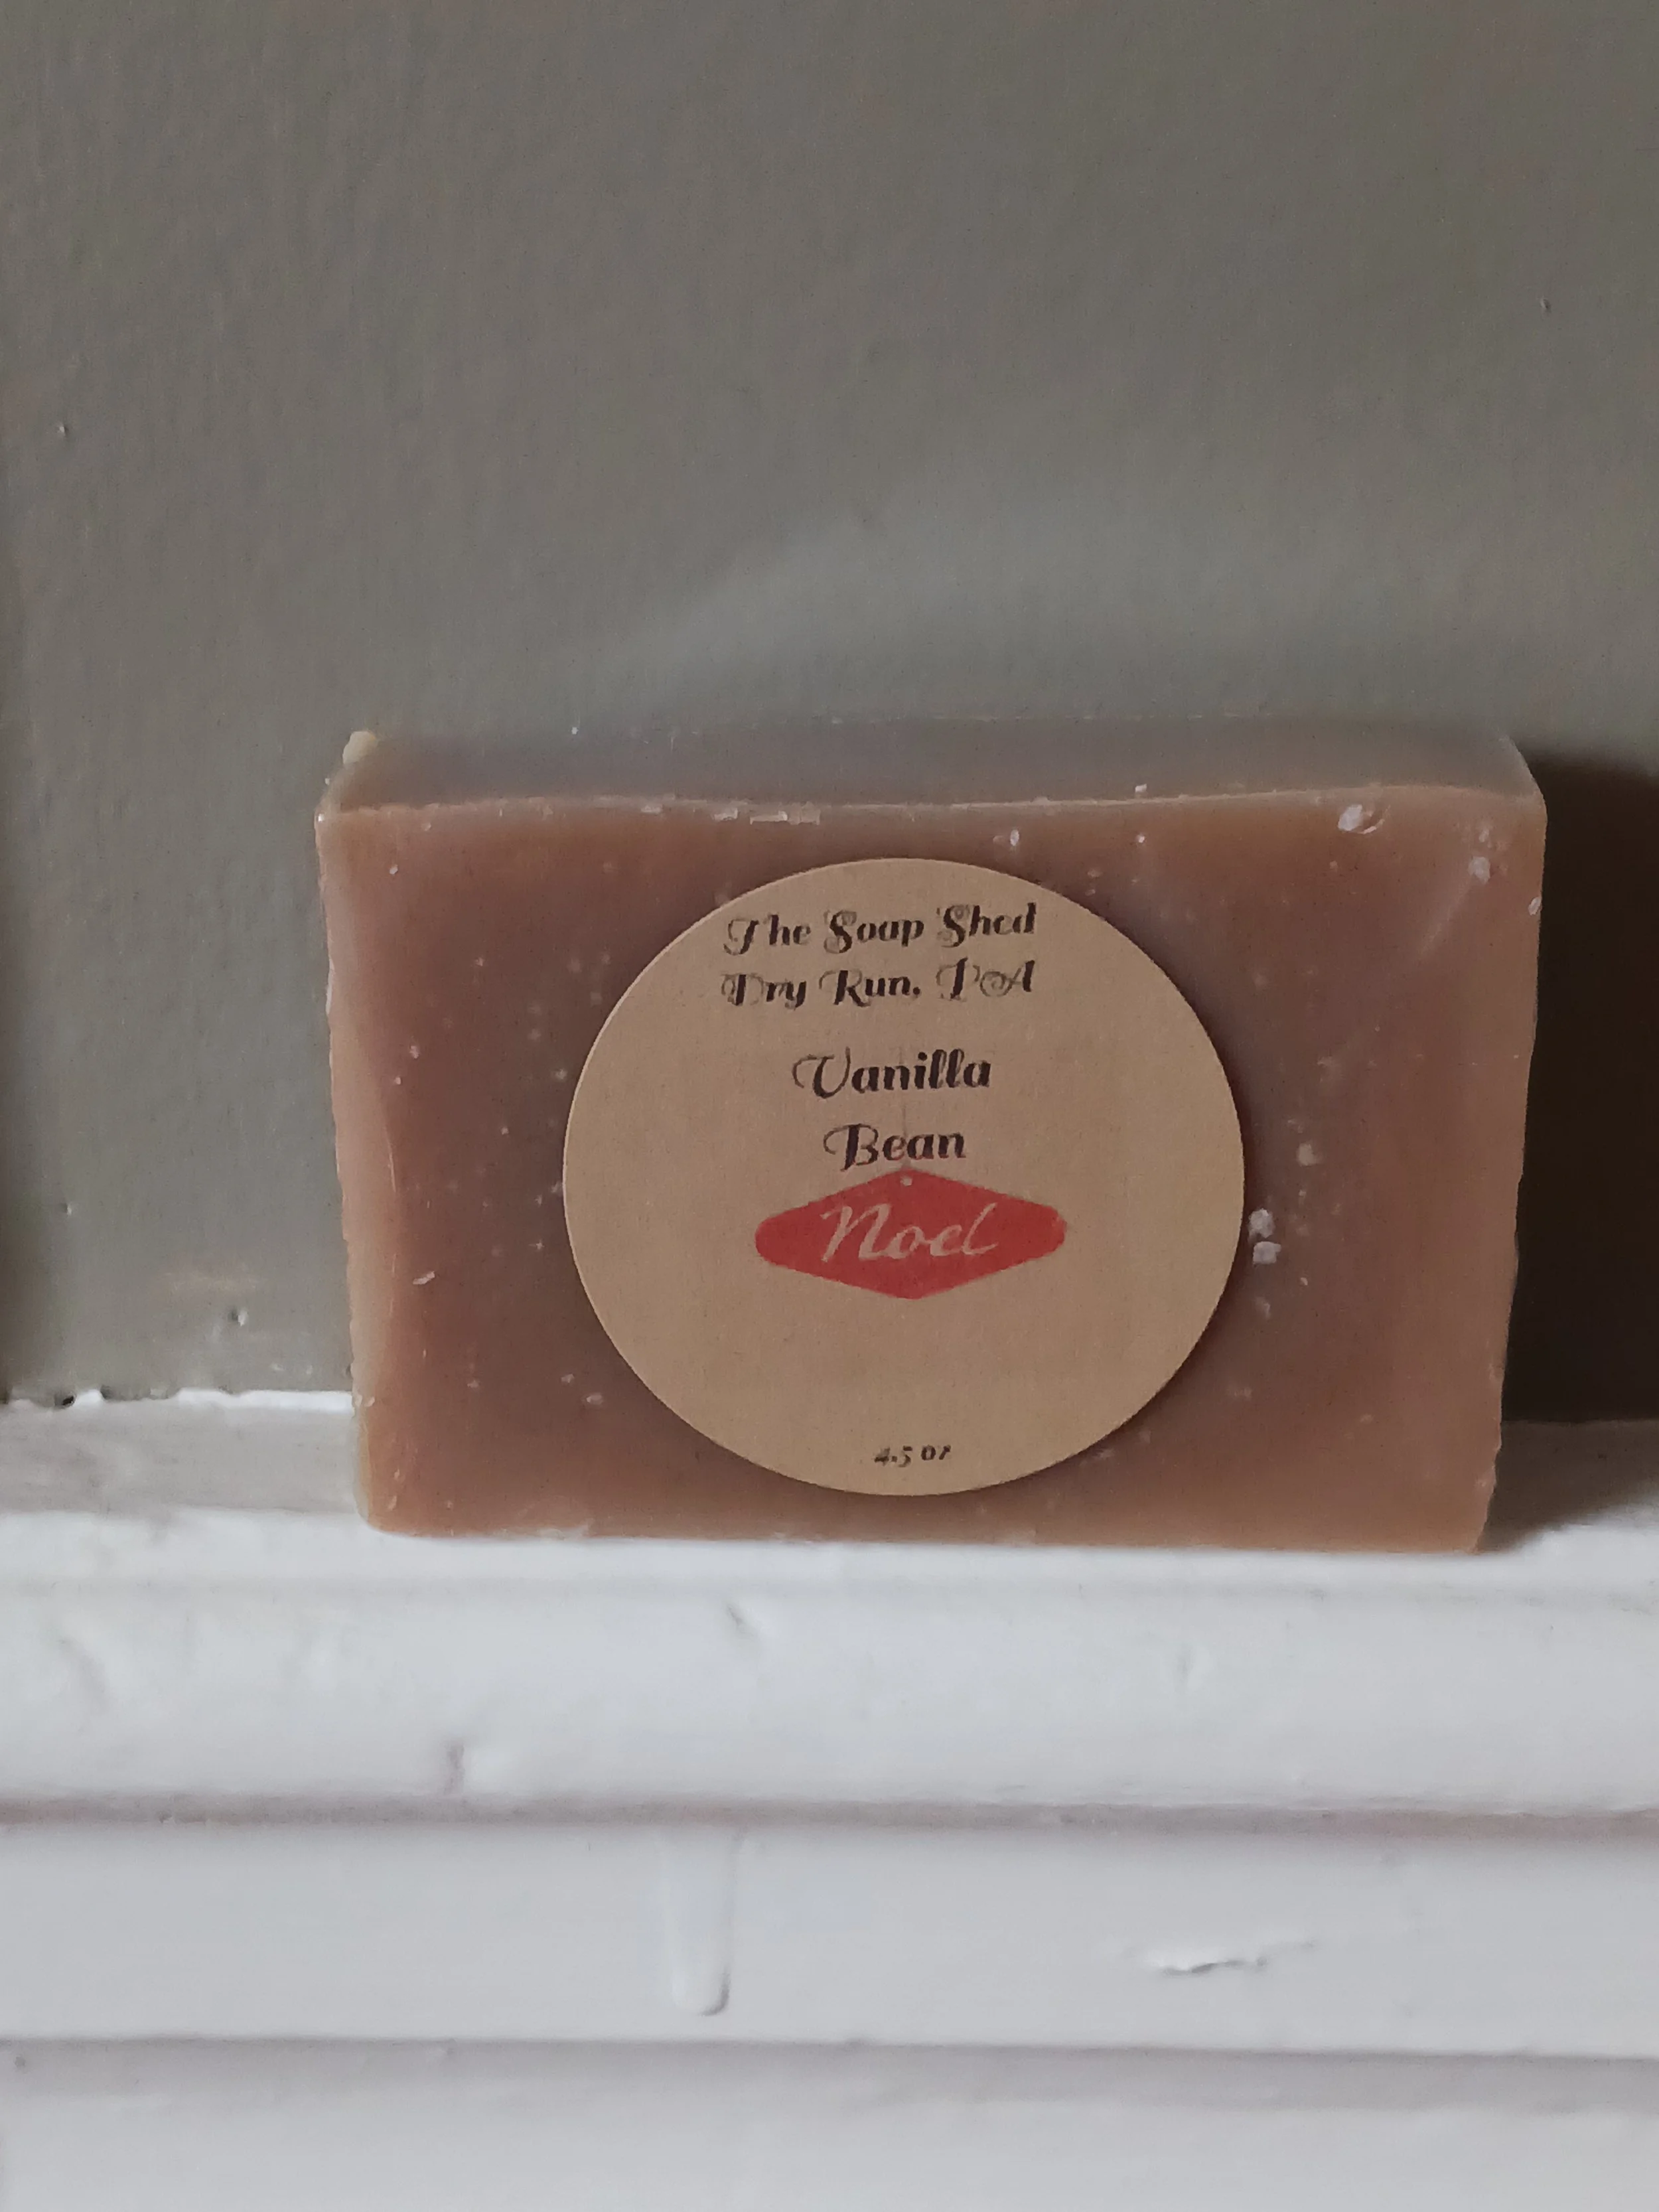 The Soap Shed
Dry Run, PA
Vanilla
Bean
Noel
4.5 oz